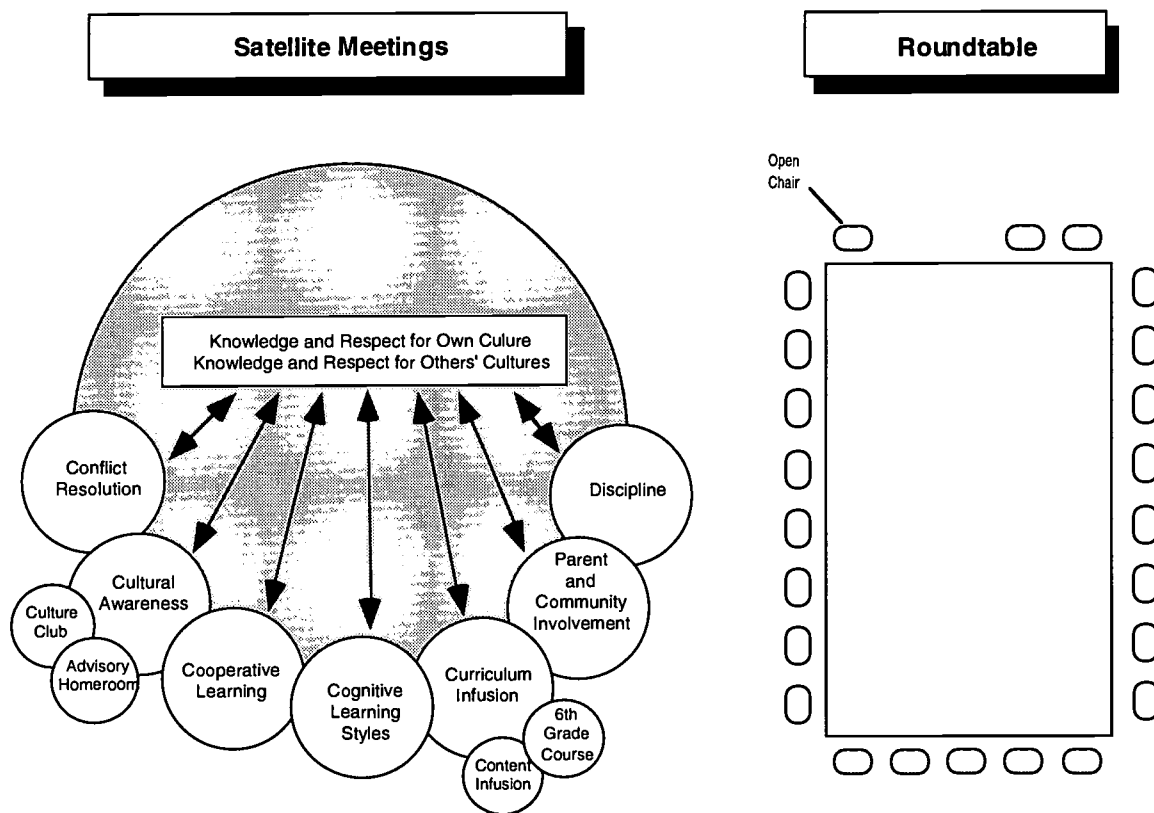 Satellite Meetings
Roundtable
Open
Chair
Knowledge and Respect for Own Culure
Knowledge and Respect for Others' Cultures
Conflict
Resolution
Discipline
Cultural
Awareness
Parent
and
Community
Involvement
Culture
Club
Advisory
Homeroom
Cooperative
Learning
Cognitive
Learning
Styles
Curriculum
Infusion
6th
Grade
Course
Content
Infusion